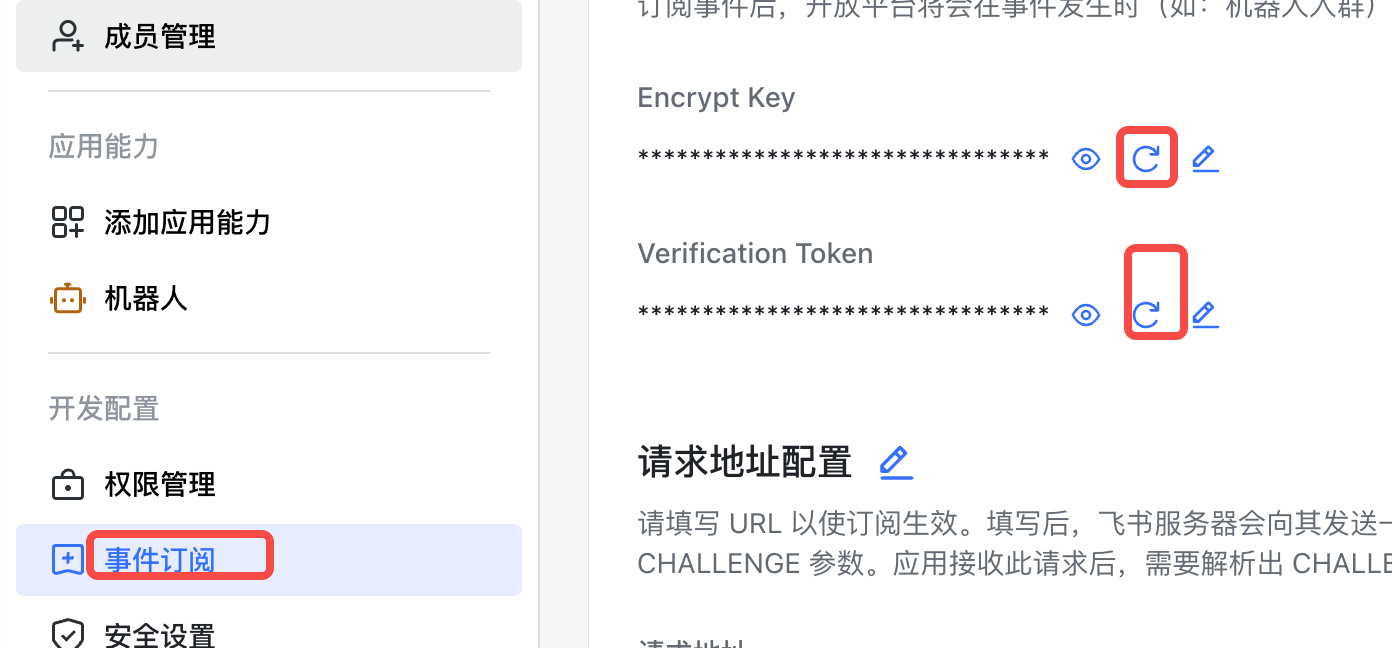 成员管理
应用能力
添加应用能力
机器人
开发配置
权限管理
事件订阅
安全设置
订阅事件后，开放平台将会在事件发生时（如：机器人入群）
Encrypt Key
********************************
Verification Token
********************************
请求地址配置
请填写 URL 以使订阅生效。填写后，飞书服务器会向其发送一
CHALLENGE 参数。应用接收此请求后，需要解析出 CHALLE
请求地址